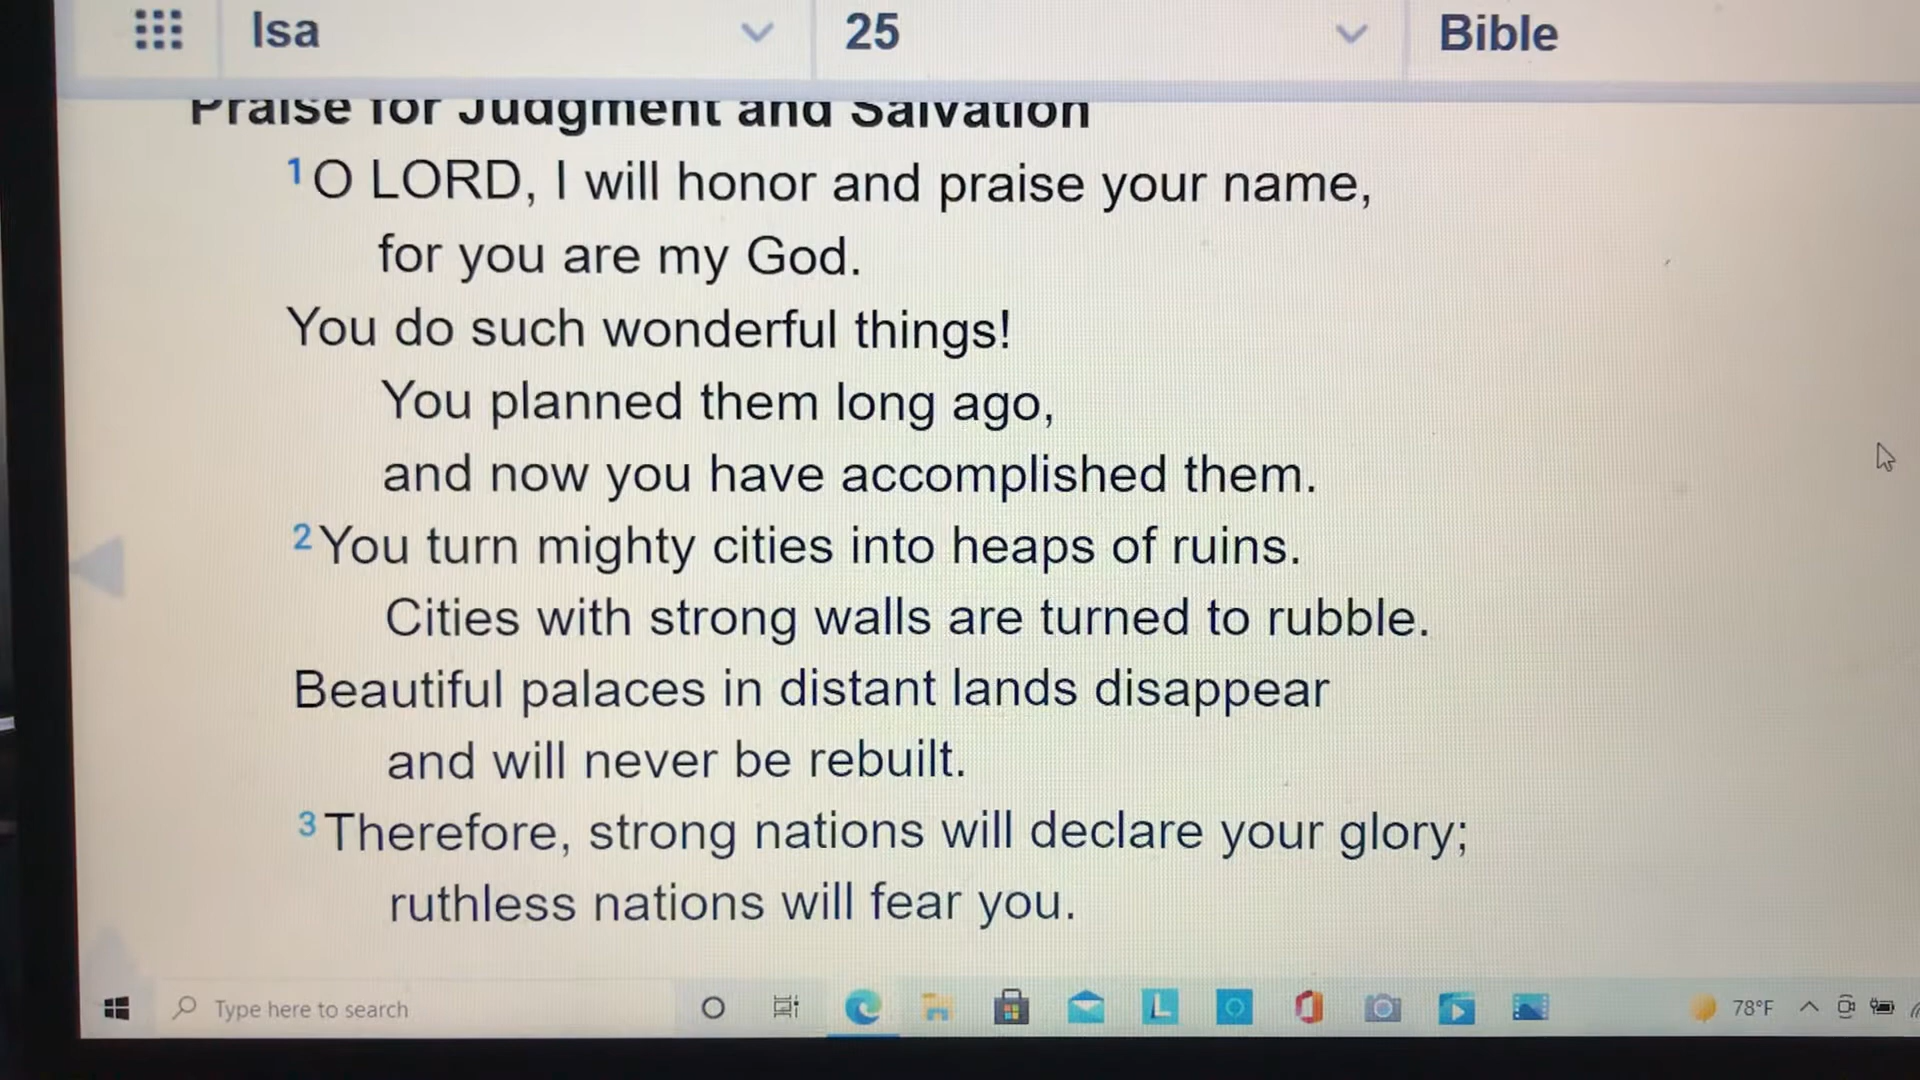 Isa 25 Bible
Praise for Judgment and Salvation
1 O LORD, I will honor and praise your name,
for you are my God.
You do such wonderful things!
You planned them long ago,
and now you have accomplished them.
2 You turn mighty cities into heaps of ruins.
Cities with strong walls are turned to rubble.
Beautiful palaces in distant lands disappear
and will never be rebuilt.
3 Therefore, strong nations will declare your glory;
ruthless nations will fear you.
Type here to search L 78°F